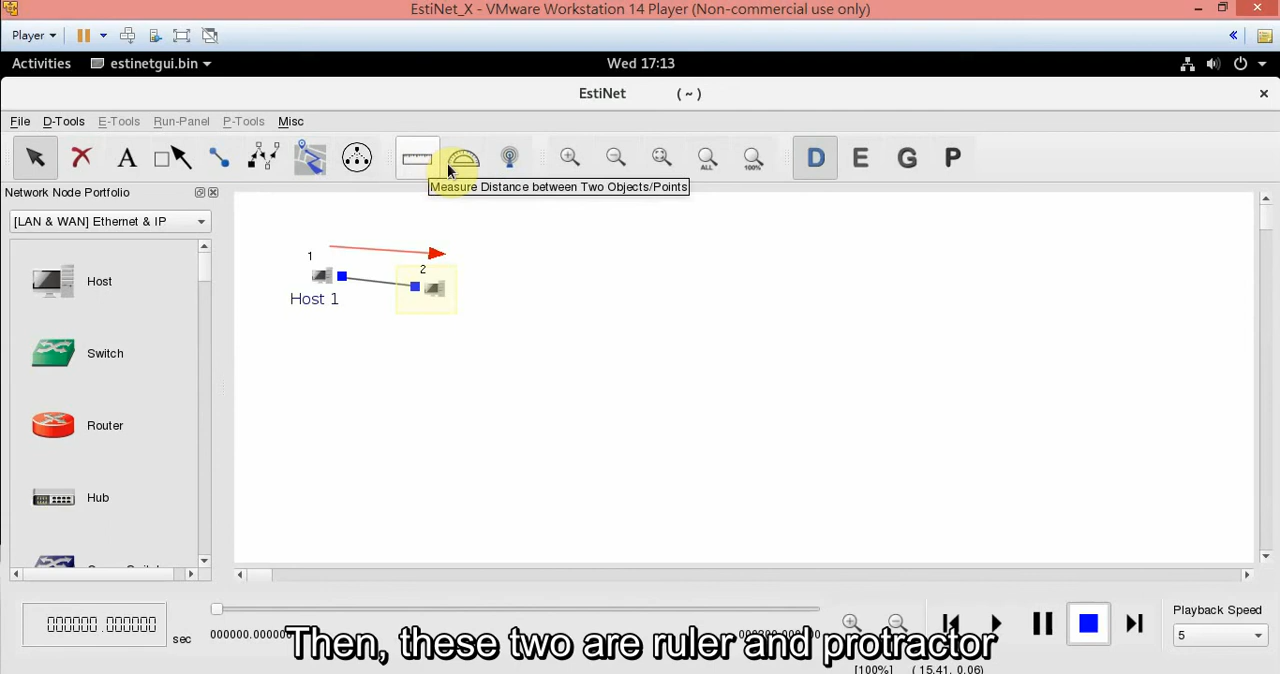 EstiNet_X - VMware Workstation 14 Player (Non-commercial use only)
Player
Activities estinetgui.bin Wed 17:13
EstiNet (~)
File D-Tools E-Tools Run-Panel P-Tools Misc
A ALL 100% D E G P
Network Node Portfolio
Measure Distance between Two Objects/Points
[LAN & WAN] Ethernet & IP
1
2
Host 1
Host
Switch
Router
Hub
000000.000000 sec
Playback Speed
5
Then, these two are ruler and protractor
[100%] (15.41, 0.06)